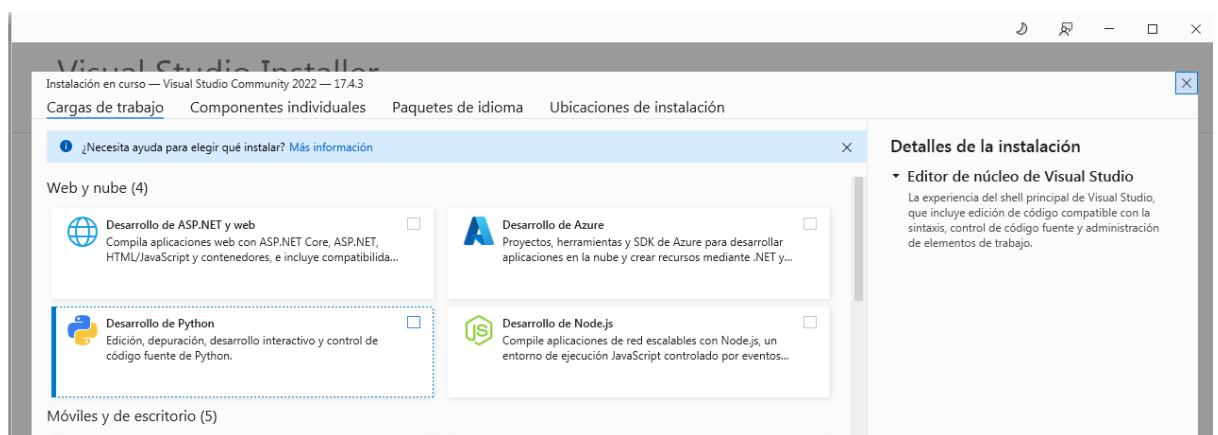 Visual Studio Installer
Instalación en curso — Visual Studio Community 2022 — 17.4.3
Cargas de trabajo Componentes individuales Paquetes de idioma Ubicaciones de instalación
¿Necesita ayuda para elegir qué instalar? Más información
Web y nube (4)
Desarrollo de ASP.NET y web
Compila aplicaciones web con ASP.NET Core, ASP.NET,
HTML/JavaScript y contenedores, e incluye compatibilida...
Desarrollo de Azure
Proyectos, herramientas y SDK de Azure para desarrollar
aplicaciones en la nube y crear recursos mediante .NET y...
Desarrollo de Python
Edición, depuración, desarrollo interactivo y control de
código fuente de Python.
JS
Desarrollo de Node.js
Compile aplicaciones de red escalables con Node.js, un
entorno de ejecución JavaScript controlado por eventos...
Móviles y de escritorio (5)
Detalles de la instalación
Editor de núcleo de Visual Studio
La experiencia del shell principal de Visual Studio,
que incluye edición de código compatible con la
sintaxis, control de código fuente y administración
de elementos de trabajo.